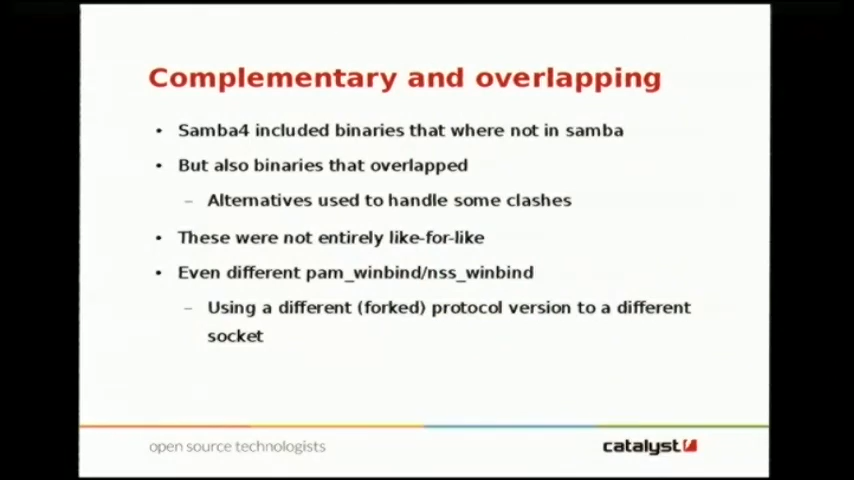 Complementary and overlapping
• Samba4 included binaries that where not in samba
• But also binaries that overlapped
– Alternatives used to handle some clashes
• These were not entirely like-for-like
• Even different pam_winbind/nss_winbind
– Using a different (forked) protocol version to a different
socket
open source technologists
catalyst